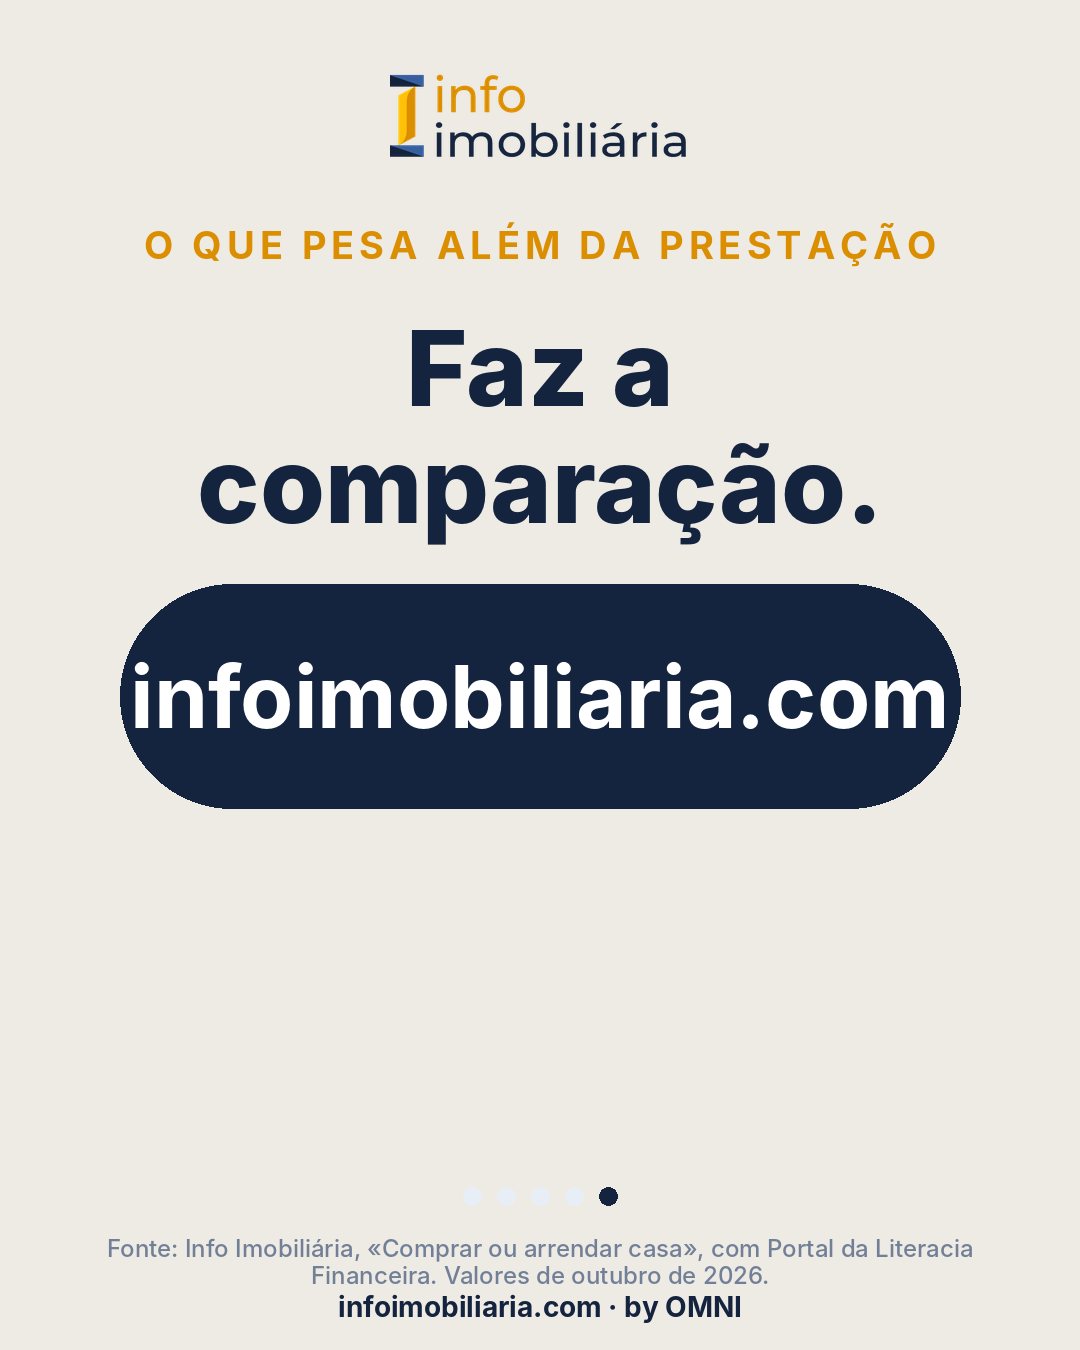 info
imobiliária
O QUE PESA ALÉM DA PRESTAÇÃO
Faz a
comparação.
infoimobiliaria.com
Fonte: Info Imobiliária, «Comprar ou arrendar casa», com Portal da Literacia
Financeira. Valores de outubro de 2026.
infoimobiliaria.com · by OMNI